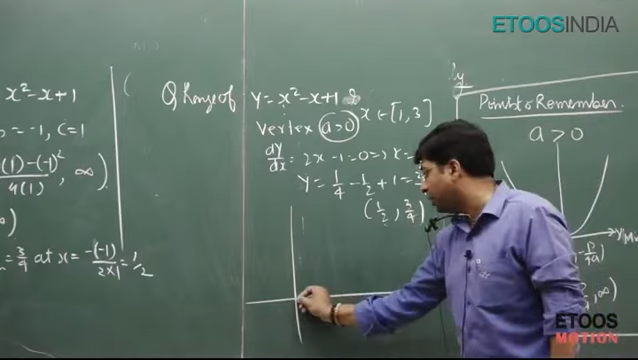 ETOOSINDIA
x²-x+1
= -1, C=1
(1)-(-1)²
4(1) , ∞)
∞)
= 3/4 at x = -(-1)/2×1 = 1/2
Q Range of y = x²-x+1 & x ∈ [1, 3]
Vertex a>0
dy/dx = 2x-1=0 ⇒ 2x =
y = 1/4 - 1/2 + 1 =
(1/2, 3/4)
y
Point to Remember
a > 0
, ∞)
ETOOS
MOTION